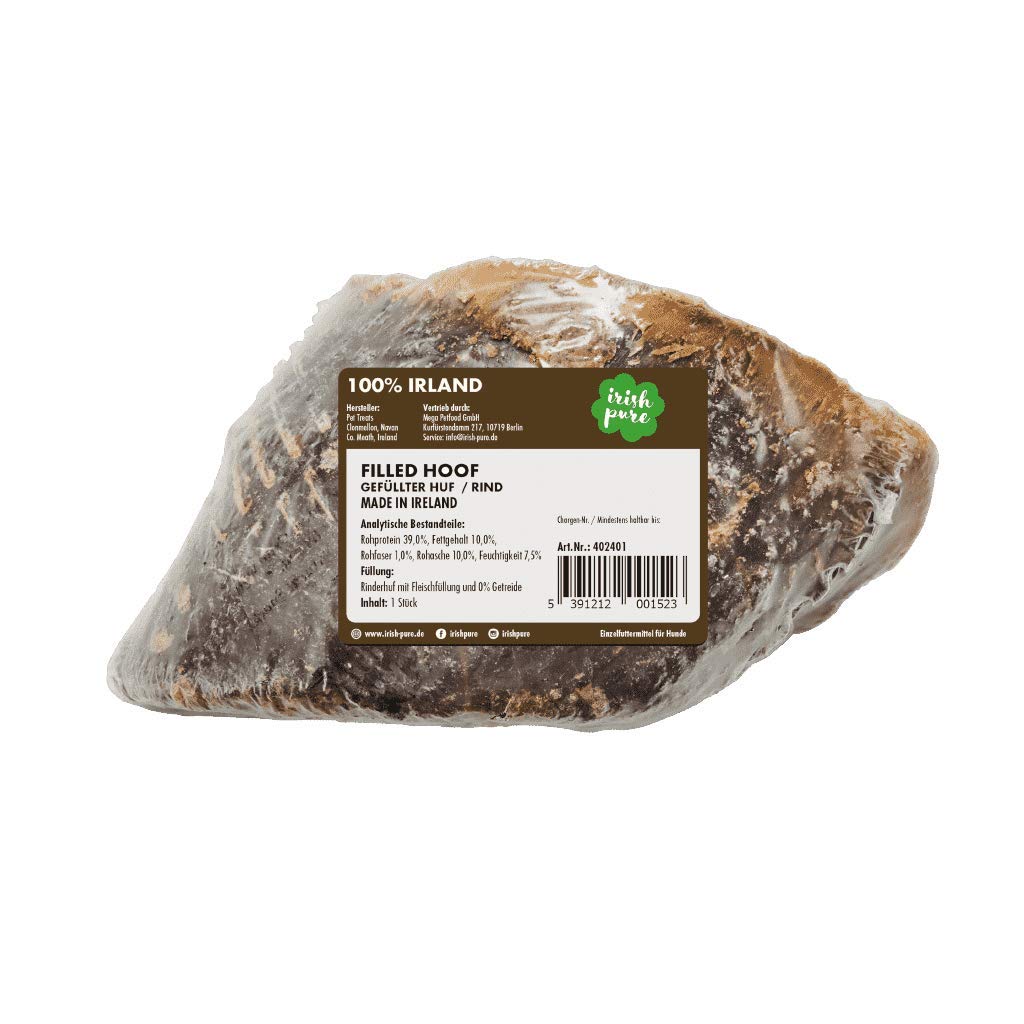 100% IRLAND
irish
pure
Hersteller:
Pet Treats
Clonmellon, Navan
Co. Meath, Ireland
Vertrieb durch:
Mega Petfood GmbH
Kurfürstendamm 217, 10719 Berlin
Service: info@irish-pure.de
FILLED HOOF
GEFÜLLTER HUF / RIND
MADE IN IRELAND
Analytische Bestandteile:
Rohprotein 39,0%, Fettgehalt 10,0%,
Rohfaser 1,0%, Rohasche 10,0%, Feuchtigkeit 7,5%
Füllung:
Rinderhuf mit Fleischfüllung und 0% Getreide
Inhalt: 1 Stück
Chargen-Nr. / Mindestens haltbar bis:
Art.Nr.: 402401
5 391212 001523
www.irish-pure.de irishpure irishpure
Einzelfuttermittel für Hunde